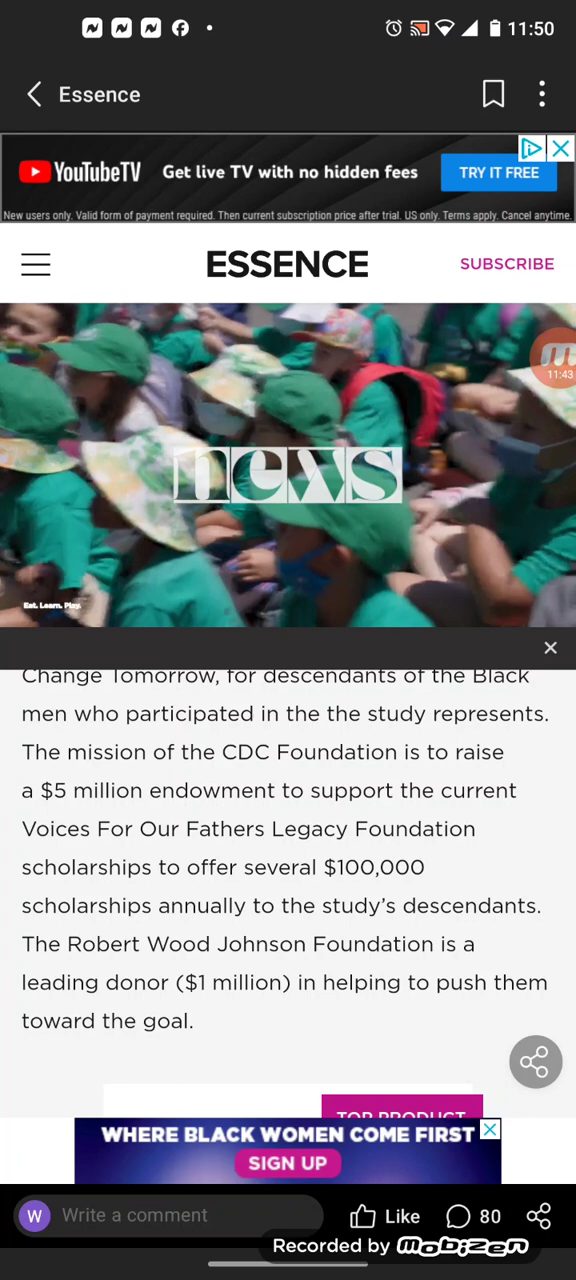 11:50
Essence
YouTubeTV Get live TV with no hidden fees TRY IT FREE
New users only. Valid form of payment required. Then current subscription price after trial. US only. Terms apply. Cancel anytime.
ESSENCE SUBSCRIBE
11:43
news
Eat. Learn. Play.
Change Tomorrow, for descendants of the Black
men who participated in the the study represents.
The mission of the CDC Foundation is to raise
a $5 million endowment to support the current
Voices For Our Fathers Legacy Foundation
scholarships to offer several $100,000
scholarships annually to the study's descendants.
The Robert Wood Johnson Foundation is a
leading donor ($1 million) in helping to push them
toward the goal.
TOP PRODUCT
WHERE BLACK WOMEN COME FIRST
SIGN UP
W Write a comment Like 80
Recorded by mobizen